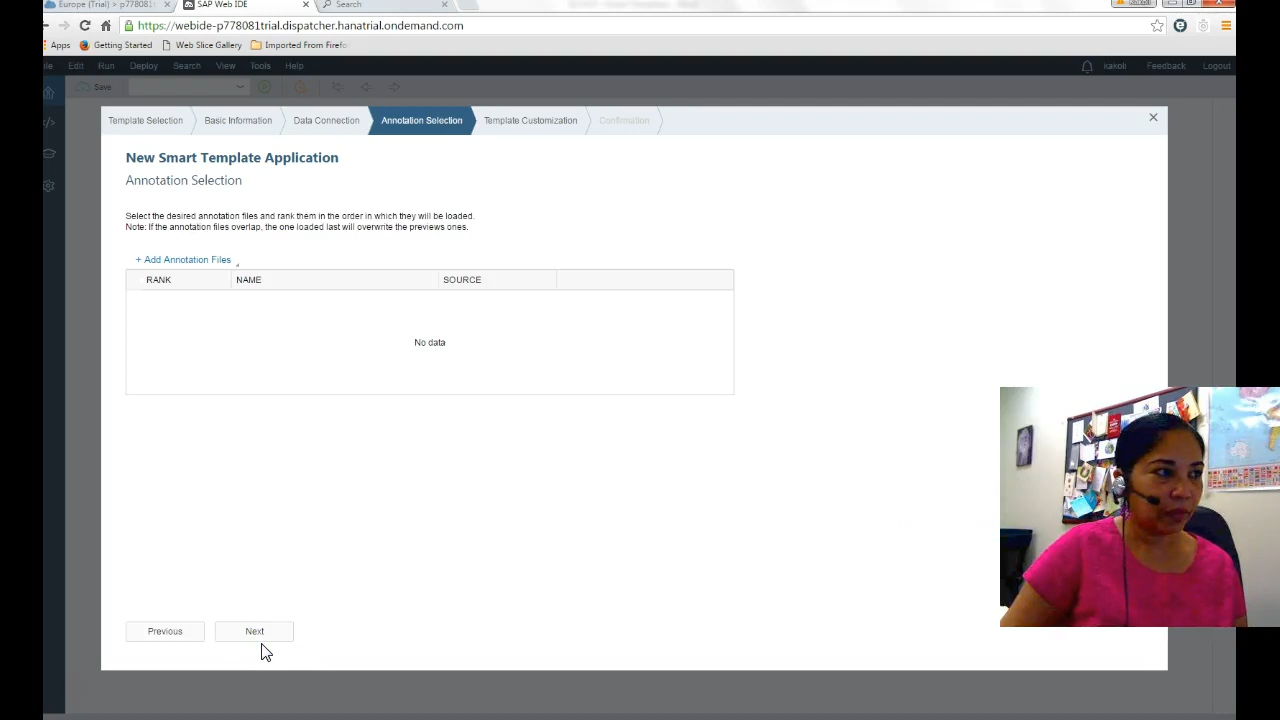 Europe (Trial) > p778081
SAP Web IDE
Search
https://webide-p778081trial.dispatcher.hanatrial.ondemand.com
Apps
Getting Started
Web Slice Gallery
Imported From Firefo
Edit
Run
Deploy
Search
View
Tools
Help
kakoli
Feedback
Logout
Save
Template Selection
Basic Information
Data Connection
Annotation Selection
Template Customization
Confirmation
New Smart Template Application
Annotation Selection
Select the desired annotation files and rank them in the order in which they will be loaded.
Note: If the annotation files overlap, the one loaded last will overwrite the previews ones.
+ Add Annotation Files
RANK
NAME
SOURCE
No data
Previous
Next